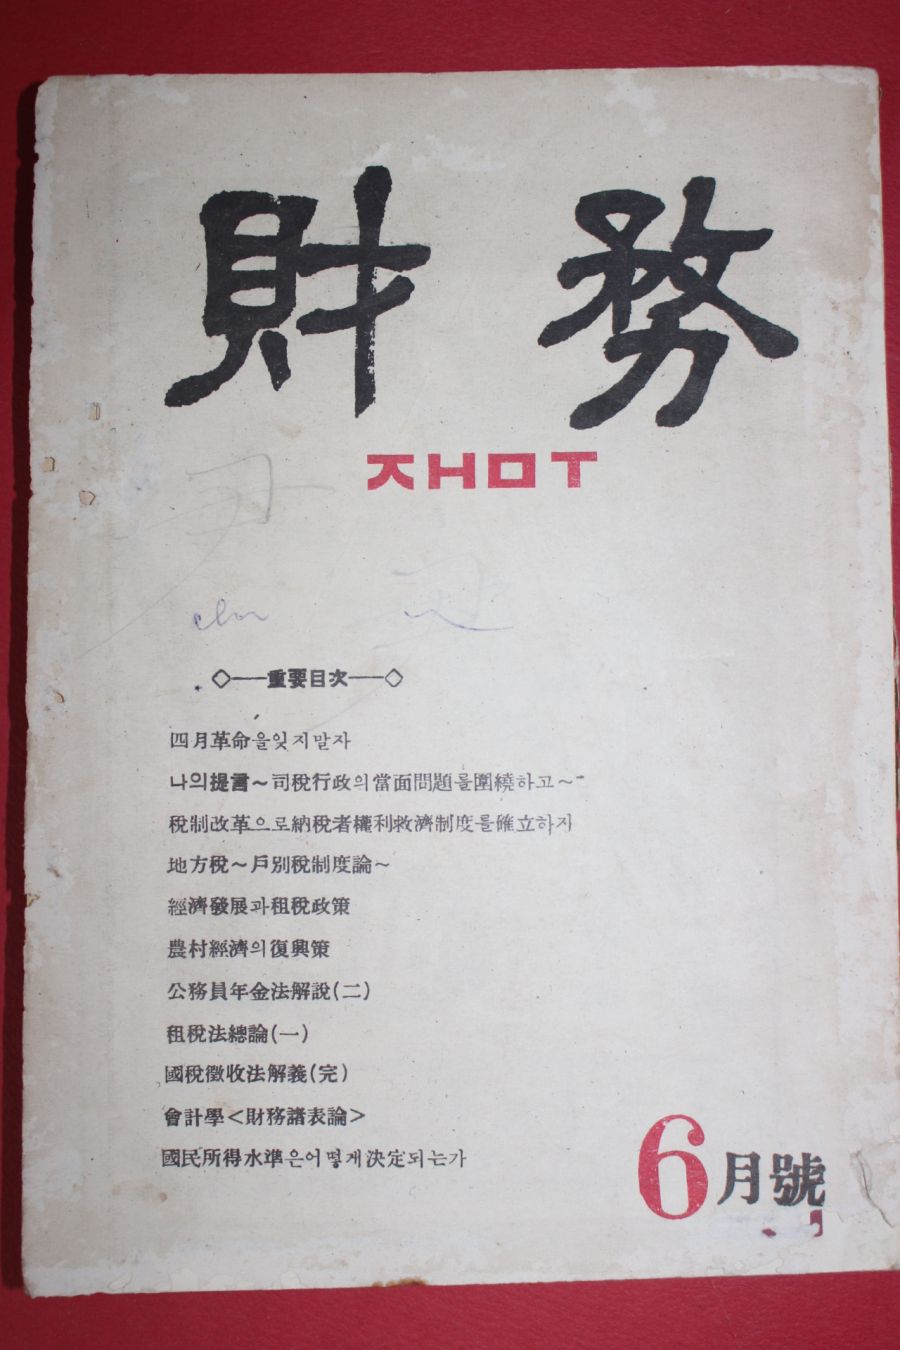 財務
ㅈㅐㅁㅜ
◇──重要目次──◇
四月革命을잊지말자
나의提言～司稅行政의當面問題를圍繞하고～
稅制改革으로納稅者權利救濟制度를確立하자
地方稅～戶別稅制度論～
經濟發展과租稅政策
農村經濟의復興策
公務員年金法解說(二)
租稅法總論(一)
國稅徵收法解義(完)
會計學<財務諸表論>
國民所得水準은어떻게決定되는가
6月號